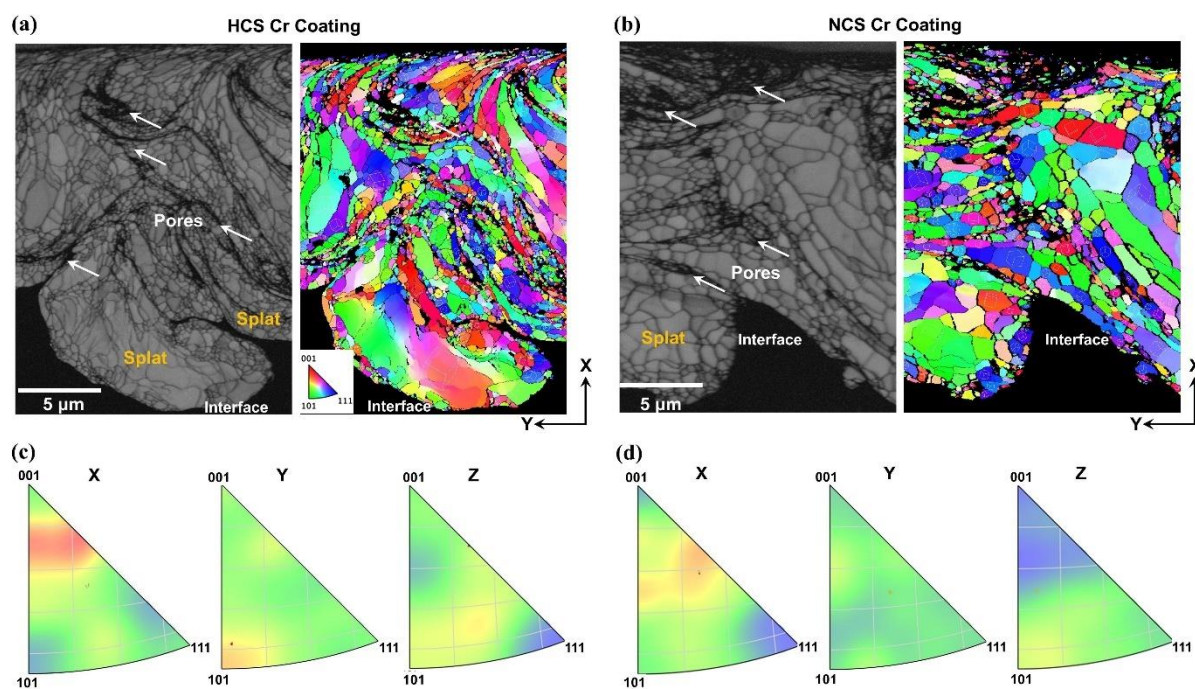 (a)
HCS Cr Coating
Pores
Splat
Splat
5 µm
Interface
001
101
111
Interface
X
Y
(b)
NCS Cr Coating
Pores
Interface
Splat
5 µm
Interface
X
Y
(c)
X
001
101
111
Y
001
101
111
Z
001
101
111
(d)
X
001
101
111
Y
001
101
111
Z
001
101
111